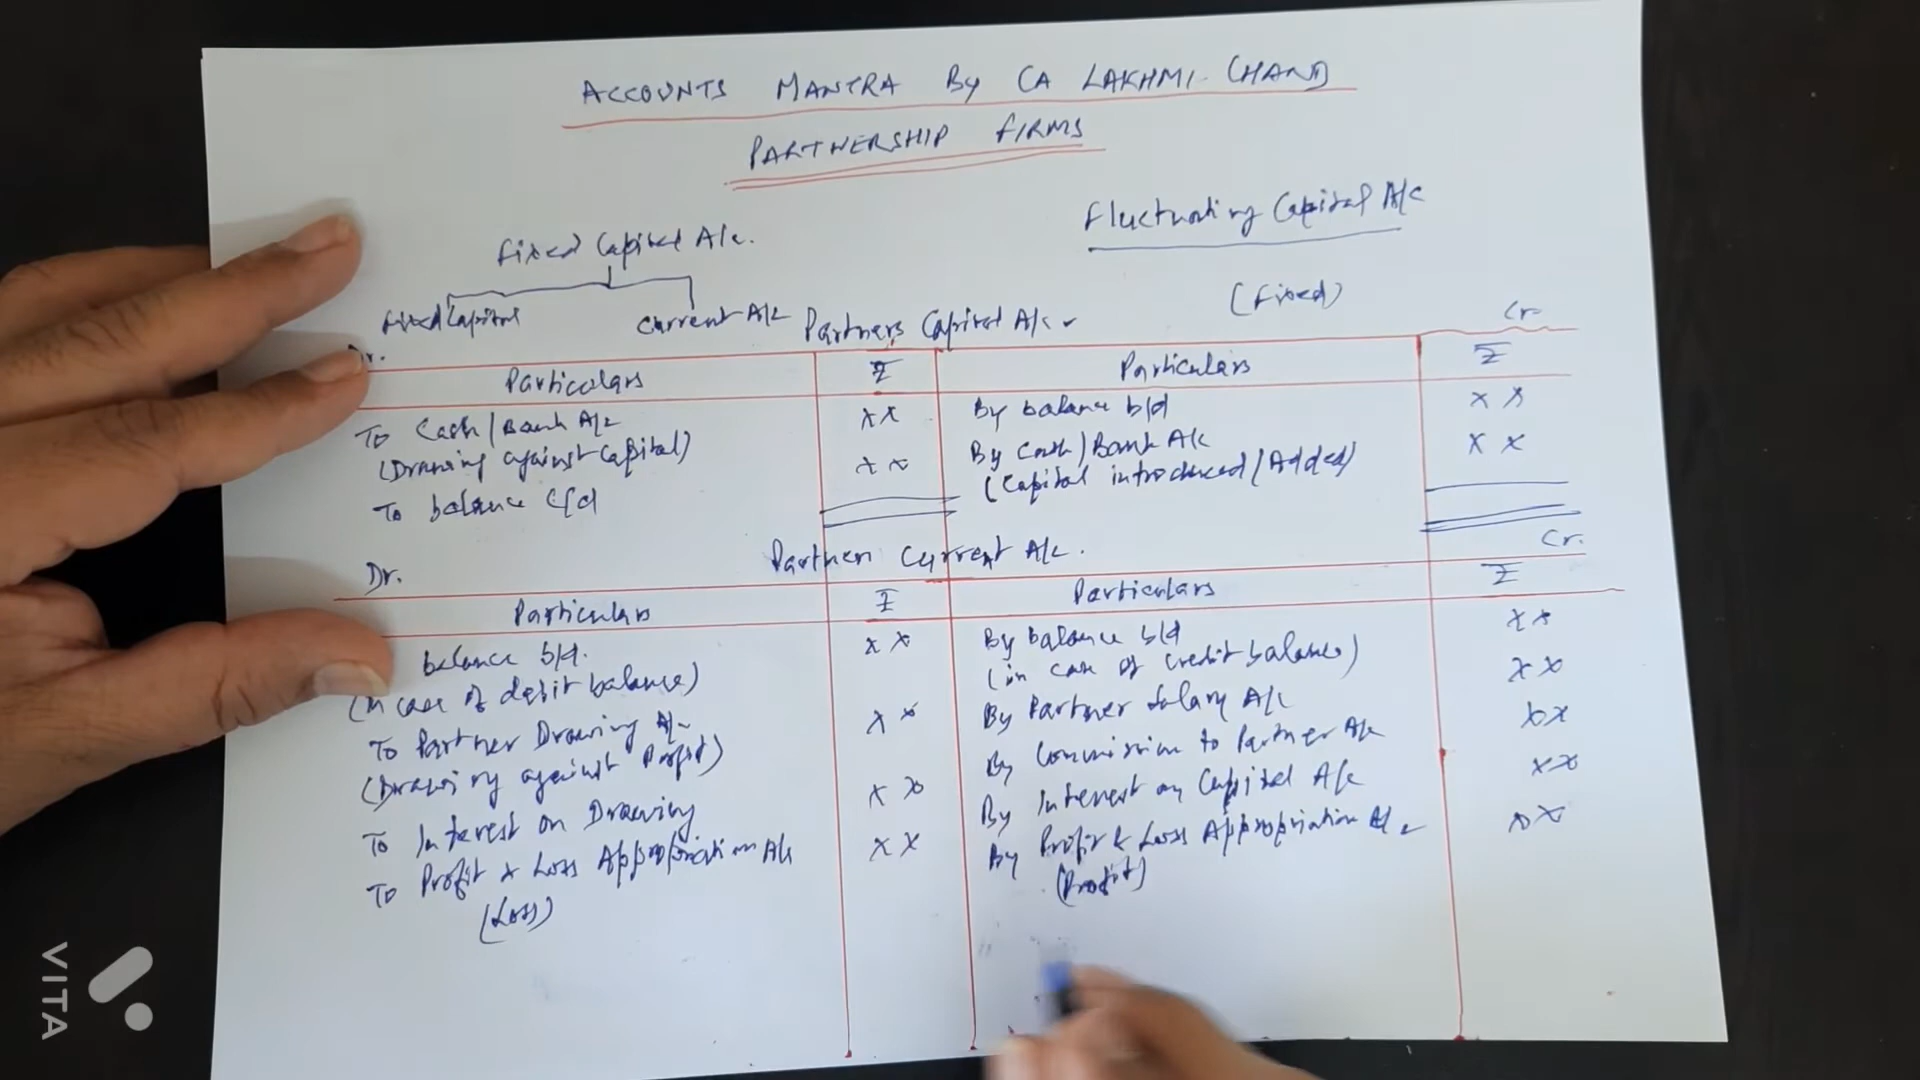 ACCOUNTS MANTRA By CA LAKHMI CHAND
PARTNERSHIP FIRMS
Fixed Capital A/c.
Fluctuating Capital A/c
Fixed Capital
Current A/c
Partners Capital A/c
(Fixed)
Dr.
Cr.
Particulars ₹ Particulars ₹
To Cash/Bank A/c xx By balance b/d xx
(Drawing against Capital)
By Cash/Bank A/c xx
(Capital introduced/Added)
To balance c/d xx
Partner Current A/c.
Dr.
Cr.
Particulars ₹ Particulars ₹
balance b/d. xx By balance b/d xx
(in case of debit balance)
(in case of credit balance)
To Partner Drawing A/c xx By Partner Salary A/c xx
(Drawing against Profit)
By Commission to Partner A/c xx
To Interest on Drawing xx By Interest on Capital A/c xx
To Profit & Loss Appropriation A/c xx By Profit & Loss Appropriation A/c xx
(Loss)
(Profit)
VITA